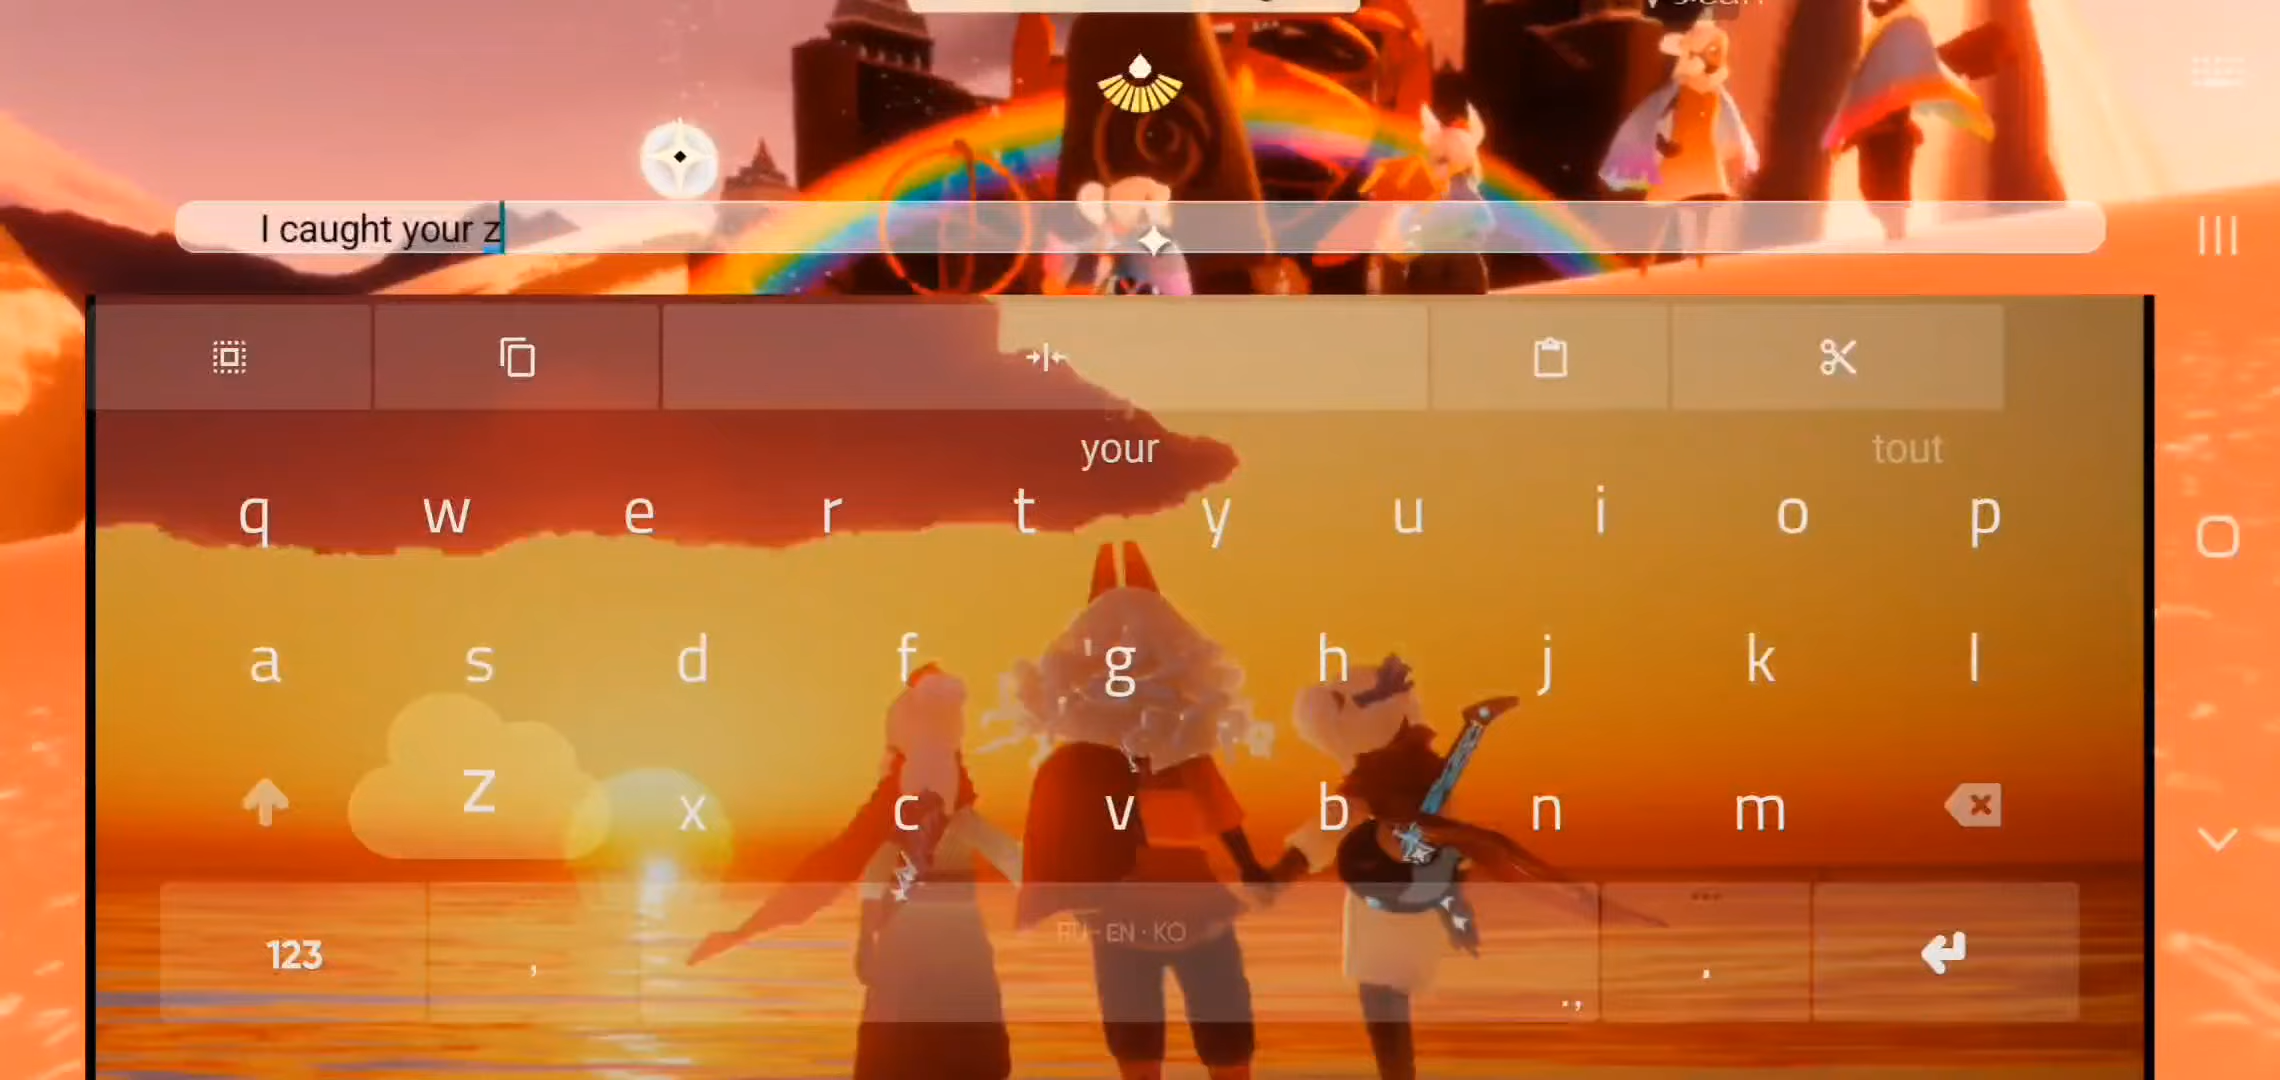 I caught your z
your tout
q w e r t y u i o p
a s d f g h j k l
z x c v b n m
123 , RU · EN · KO ., .